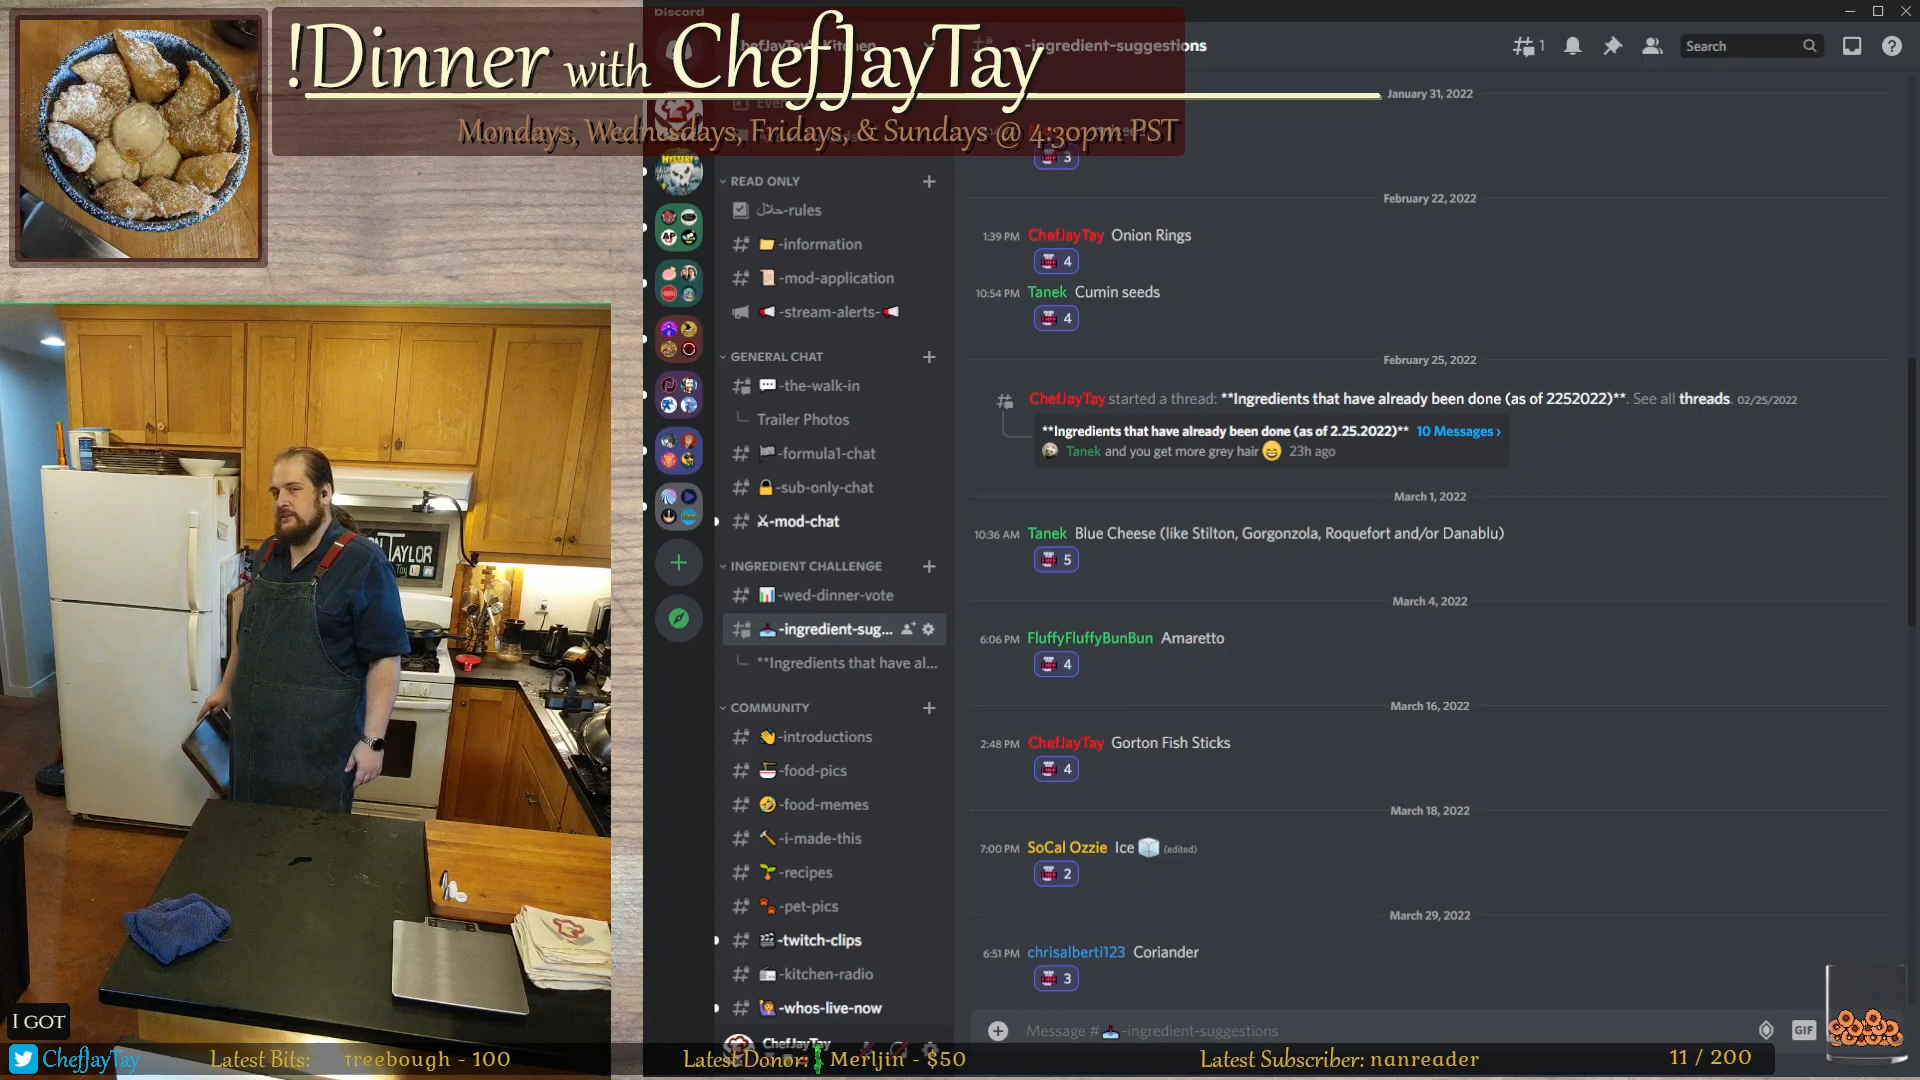 !Dinner with ChefJayTay
Mondays, Wednesdays, Fridays, & Sundays @ 4:30pm PST
Discord
-ingredient-suggestions
1
Search
READ ONLY
حلال-rules
-information
-mod-application
-stream-alerts-
GENERAL CHAT
-the-walk-in
Trailer Photos
-formula1-chat
-sub-only-chat
-mod-chat
INGREDIENT CHALLENGE
-wed-dinner-vote
-ingredient-sug...
**Ingredients that have al...
COMMUNITY
-introductions
-food-pics
-food-memes
-i-made-this
-recipes
-pet-pics
-twitch-clips
-kitchen-radio
-whos-live-now
ChefJayTay
January 31, 2022
3
February 22, 2022
1:39 PM ChefJayTay Onion Rings
4
10:54 PM Tanek Cumin seeds
4
February 25, 2022
ChefJayTay started a thread: **Ingredients that have already been done (as of 2252022)**. See all threads. 02/25/2022
**Ingredients that have already been done (as of 2.25.2022)** 10 Messages ›
Tanek and you get more grey hair 😄 23h ago
March 1, 2022
10:36 AM Tanek Blue Cheese (like Stilton, Gorgonzola, Roquefort and/or Danablu)
5
March 4, 2022
6:06 PM FluffyFluffyBunBun Amaretto
4
March 16, 2022
2:48 PM ChefJayTay Gorton Fish Sticks
4
March 18, 2022
7:00 PM SoCal Ozzie Ice 🧊 (edited)
2
March 29, 2022
6:51 PM chrisalberti123 Coriander
3
Message # -ingredient-suggestions
GIF
TAYLOR
I GOT
ChefJayTay
Latest Bits: treebough - 100
Latest Donor: Merljin - $50
Latest Subscriber: nanreader
11 / 200